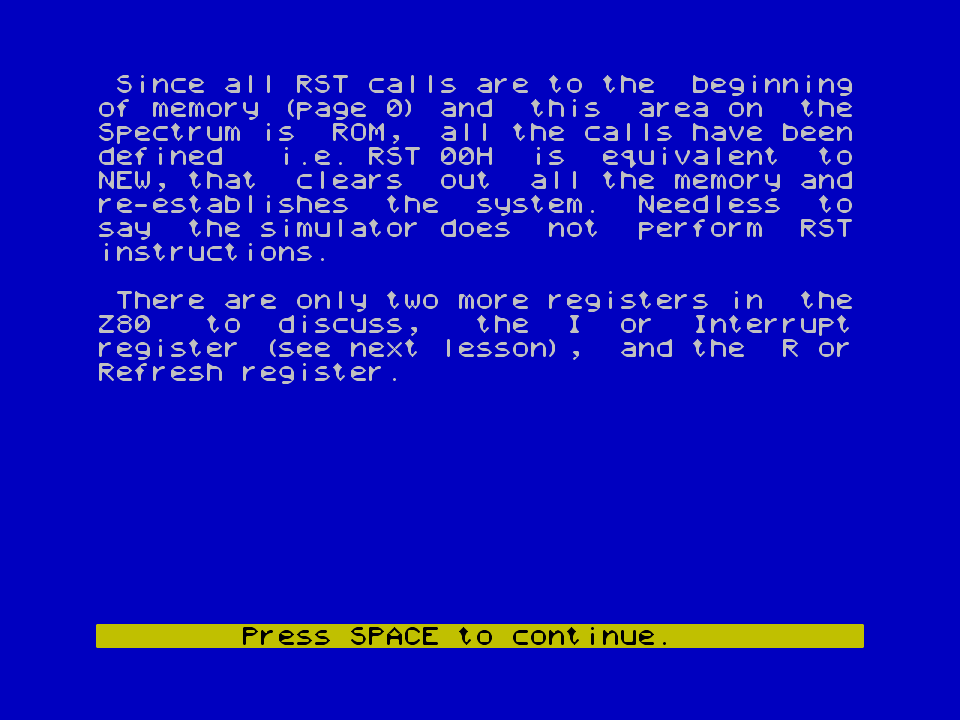 Since all RST calls are to the beginning
of memory (page 0) and this area on the
Spectrum is ROM, all the calls have been
defined i.e. RST 00H is equivalent to
NEW, that clears out all the memory and
re-establishes the system. Needless to
say the simulator does not perform RST
instructions.
There are only two more registers in the
Z80 to discuss, the I or Interrupt
register (see next lesson), and the R or
Refresh register.
Press SPACE to continue.